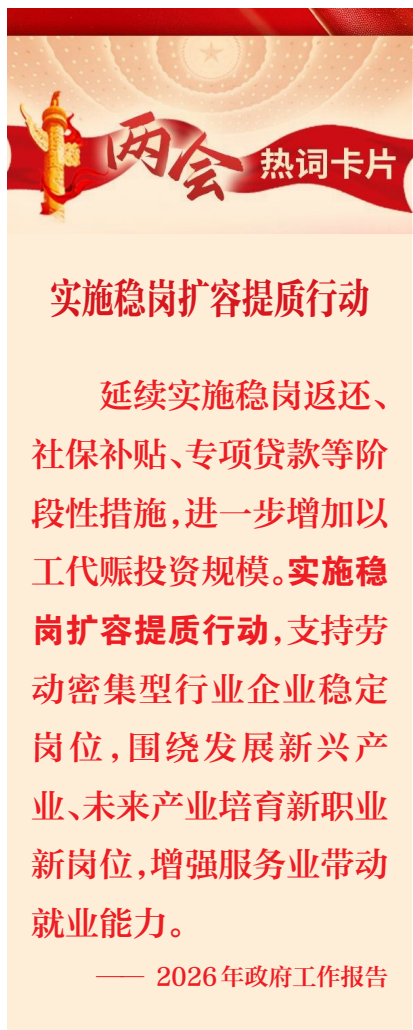 两会 热词卡片
实施稳岗扩容提质行动
延续实施稳岗返还、
社保补贴、专项贷款等阶
段性措施,进一步增加以
工代赈投资规模。实施稳
岗扩容提质行动,支持劳
动密集型行业企业稳定
岗位,围绕发展新兴产
业、未来产业培育新职业
新岗位,增强服务业带动
就业能力。
—— 2026年政府工作报告